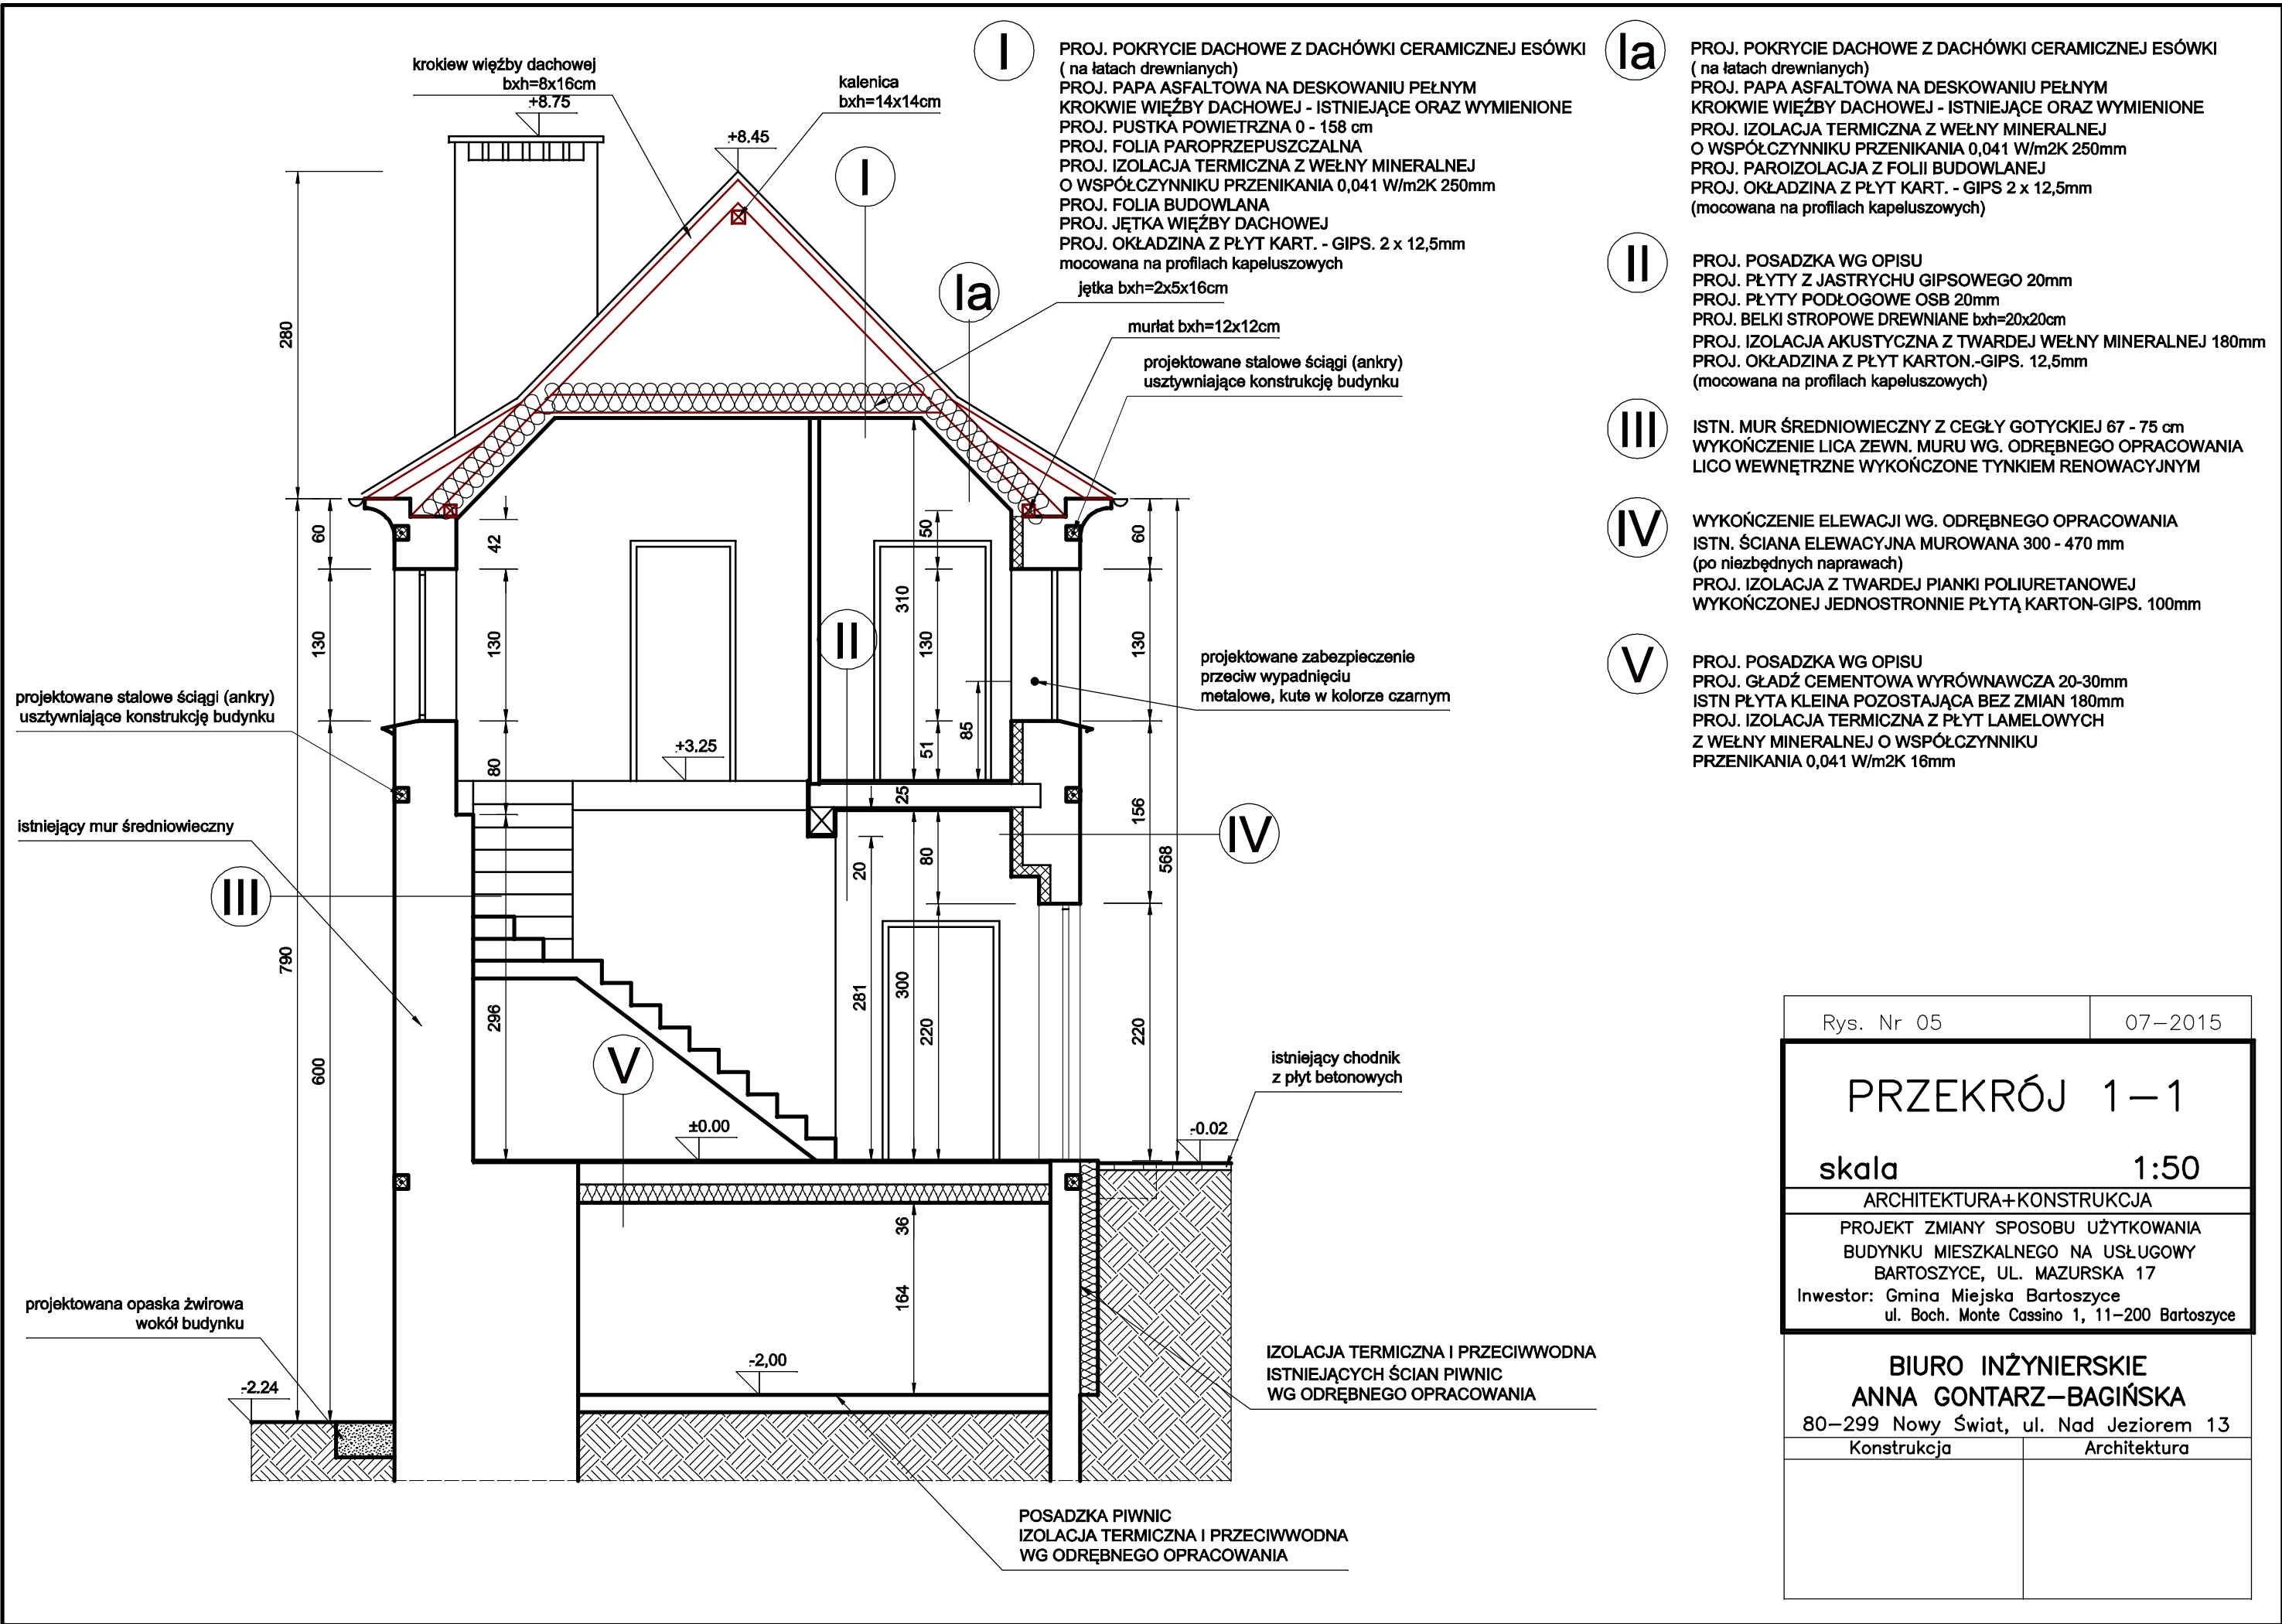 krokiew więźby dachowej
bxh=8x16cm
+8.75
kalenica
bxh=14x14cm
+8.45
I
Ia
I
PROJ. POKRYCIE DACHOWE Z DACHÓWKI CERAMICZNEJ ESÓWKI
( na łatach drewnianych)
PROJ. PAPA ASFALTOWA NA DESKOWANIU PEŁNYM
KROKWIE WIĘŹBY DACHOWEJ - ISTNIEJĄCE ORAZ WYMIENIONE
PROJ. PUSTKA POWIETRZNA 0 - 158 cm
PROJ. FOLIA PAROPRZEPUSZCZALNA
PROJ. IZOLACJA TERMICZNA Z WEŁNY MINERALNEJ
O WSPÓŁCZYNNIKU PRZENIKANIA 0,041 W/m2K 250mm
PROJ. FOLIA BUDOWLANA
PROJ. JĘTKA WIĘŹBY DACHOWEJ
PROJ. OKŁADZINA Z PŁYT KART. - GIPS. 2 x 12,5mm
mocowana na profilach kapeluszowych
jętka bxh=2x5x16cm
murłat bxh=12x12cm
projektowane stalowe ściągi (ankry)
usztywniające konstrukcję budynku
Ia
PROJ. POKRYCIE DACHOWE Z DACHÓWKI CERAMICZNEJ ESÓWKI
( na łatach drewnianych)
PROJ. PAPA ASFALTOWA NA DESKOWANIU PEŁNYM
KROKWIE WIĘŹBY DACHOWEJ - ISTNIEJĄCE ORAZ WYMIENIONE
PROJ. IZOLACJA TERMICZNA Z WEŁNY MINERALNEJ
O WSPÓŁCZYNNIKU PRZENIKANIA 0,041 W/m2K 250mm
PROJ. PAROIZOLACJA Z FOLII BUDOWLANEJ
PROJ. OKŁADZINA Z PŁYT KART. - GIPS 2 x 12,5mm
(mocowana na profilach kapeluszowych)
II
PROJ. POSADZKA WG OPISU
PROJ. PŁYTY Z JASTRYCHU GIPSOWEGO 20mm
PROJ. PŁYTY PODŁOGOWE OSB 20mm
PROJ. BELKI STROPOWE DREWNIANE bxh=20x20cm
PROJ. IZOLACJA AKUSTYCZNA Z TWARDEJ WEŁNY MINERALNEJ 180mm
PROJ. OKŁADZINA Z PŁYT KARTON.-GIPS. 12,5mm
(mocowana na profilach kapeluszowych)
III
ISTN. MUR ŚREDNIOWIECZNY Z CEGŁY GOTYCKIEJ 67 - 75 cm
WYKOŃCZENIE LICA ZEWN. MURU WG. ODRĘBNEGO OPRACOWANIA
LICO WEWNĘTRZNE WYKOŃCZONE TYNKIEM RENOWACYJNYM
IV
WYKOŃCZENIE ELEWACJI WG. ODRĘBNEGO OPRACOWANIA
ISTN. ŚCIANA ELEWACYJNA MUROWANA 300 - 470 mm
(po niezbędnych naprawach)
PROJ. IZOLACJA Z TWARDEJ PIANKI POLIURETANOWEJ
WYKOŃCZONEJ JEDNOSTRONNIE PŁYTĄ KARTON-GIPS. 100mm
V
PROJ. POSADZKA WG OPISU
PROJ. GŁADŹ CEMENTOWA WYRÓWNAWCZA 20-30mm
ISTN PŁYTA KLEINA POZOSTAJĄCA BEZ ZMIAN 180mm
PROJ. IZOLACJA TERMICZNA Z PŁYT LAMELOWYCH
Z WEŁNY MINERALNEJ O WSPÓŁCZYNNIKU
PRZENIKANIA 0,041 W/m2K 16mm
280
60
42
50
60
130
130
310
130
130
II
projektowane zabezpieczenie
przeciw wypadnięciu
metalowe, kute w kolorze czarnym
projektowane stalowe ściągi (ankry)
usztywniające konstrukcję budynku
80
+3.25
51
85
25
156
istniejący mur średniowieczny
III
20
80
IV
568
790
600
296
281
300
220
220
V
±0.00
-0.02
istniejący chodnik
z płyt betonowych
36
164
-2,00
projektowana opaska żwirowa
wokół budynku
-2.24
IZOLACJA TERMICZNA I PRZECIWWODNA
ISTNIEJĄCYCH ŚCIAN PIWNIC
WG ODRĘBNEGO OPRACOWANIA
POSADZKA PIWNIC
IZOLACJA TERMICZNA I PRZECIWWODNA
WG ODRĘBNEGO OPRACOWANIA
Rys. Nr 05 07-2015
PRZEKRÓJ 1-1
skala 1:50
ARCHITEKTURA+KONSTRUKCJA
PROJEKT ZMIANY SPOSOBU UŻYTKOWANIA
BUDYNKU MIESZKALNEGO NA USŁUGOWY
BARTOSZYCE, UL. MAZURSKA 17
Inwestor: Gmina Miejska Bartoszyce
ul. Boch. Monte Cassino 1, 11-200 Bartoszyce
BIURO INŻYNIERSKIE
ANNA GONTARZ-BAGIŃSKA
80-299 Nowy Świat, ul. Nad Jeziorem 13
Konstrukcja Architektura